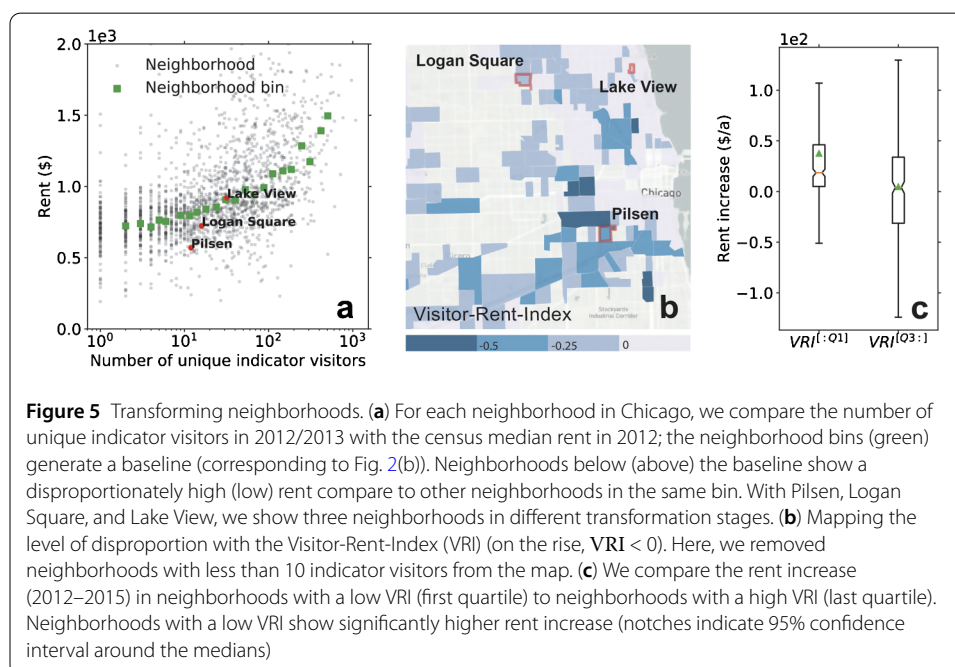 1e3
2.0
1.5
1.0
0.5
0.0
Rent ($)
Neighborhood
Neighborhood bin
Lake View
Logan Square
Pilsen
a
10⁰ 10¹ 10² 10³
Number of unique indicator visitors
Logan Square
Lake View
Chicago
Pilsen
Stockyards
Industrial Corridor
Visitor-Rent-Index
b
-0.5 -0.25 0
1e2
1.0
0.5
0.0
−0.5
−1.0
Rent increase ($/a)
c
VRI[:Q1] VRI[Q3:]
Figure 5 Transforming neighborhoods. (a) For each neighborhood in Chicago, we compare the number of
unique indicator visitors in 2012/2013 with the census median rent in 2012; the neighborhood bins (green)
generate a baseline (corresponding to Fig. 2(b)). Neighborhoods below (above) the baseline show a
disproportionately high (low) rent compare to other neighborhoods in the same bin. With Pilsen, Logan
Square, and Lake View, we show three neighborhoods in different transformation stages. (b) Mapping the
level of disproportion with the Visitor-Rent-Index (VRI) (on the rise, VRI < 0). Here, we removed
neighborhoods with less than 10 indicator visitors from the map. (c) We compare the rent increase
(2012–2015) in neighborhoods with a low VRI (first quartile) to neighborhoods with a high VRI (last quartile).
Neighborhoods with a low VRI show significantly higher rent increase (notches indicate 95% confidence
interval around the medians)